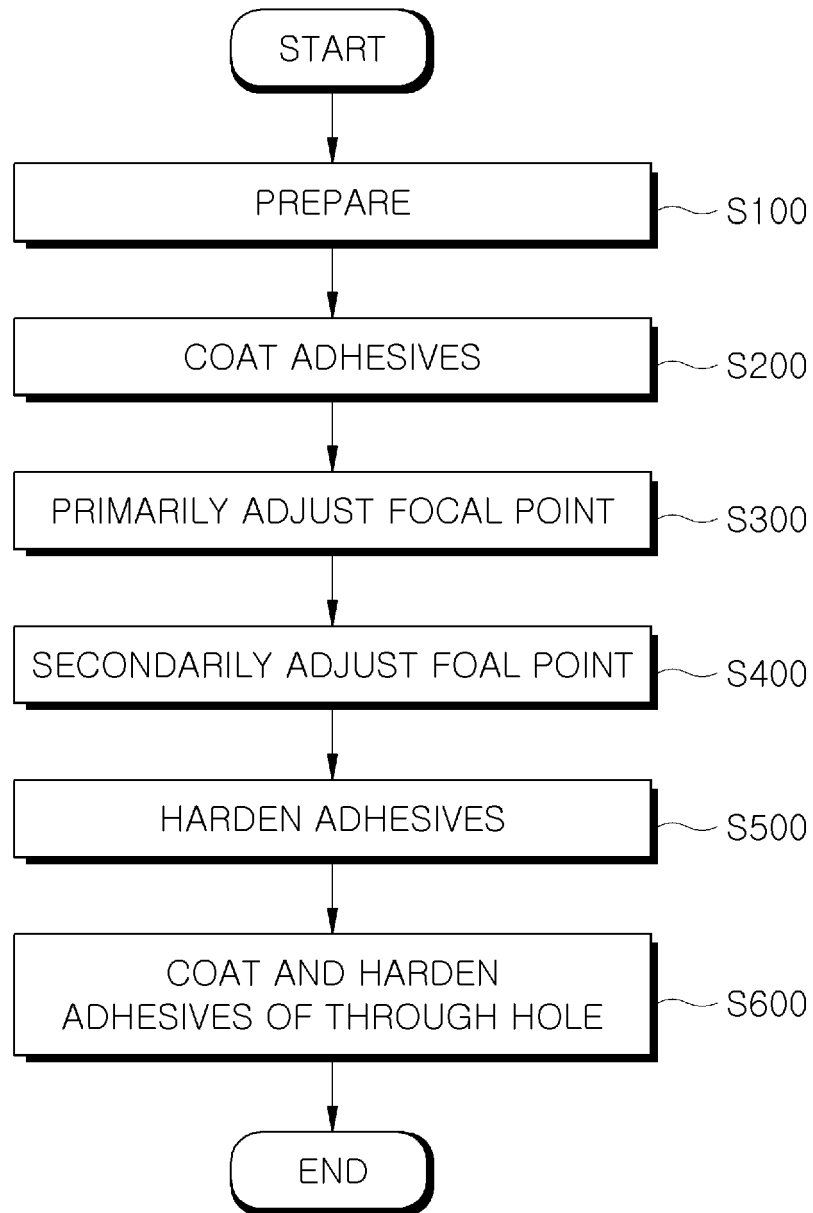 START
PREPARE
S100
COAT ADHESIVES
S200
PRIMARILY ADJUST FOCAL POINT
S300
SECONDARILY ADJUST FOAL POINT
S400
HARDEN ADHESIVES
S500
COAT AND HARDEN
ADHESIVES OF THROUGH HOLE
S600
END